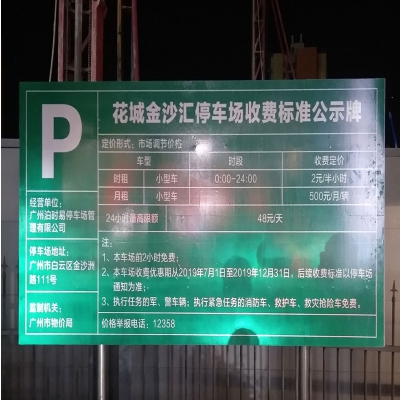 P
花城金沙汇停车场收费标准公示牌
定价形式：市场调节价格
车型 时段 收费定价
时租 小型车 0:00-24:00 2元/半小时
月租 小型车 500元/月/辆
24小时最高限额 48元/天
经营单位：
广州泊时易停车场管
理有限公司
停车场地址：
广州市白云区金沙洲
路111号
监制机关：
广州市物价局
注：
1、本车场前2小时免费；
2、本车场收费优惠期从2019年7月1日至2019年12月31日，后续收费标准以停车场
通知为准；
3、执行任务的军、警车辆；执行紧急任务的消防车、救护车、救灾抢险车免费。
价格举报电话：12358